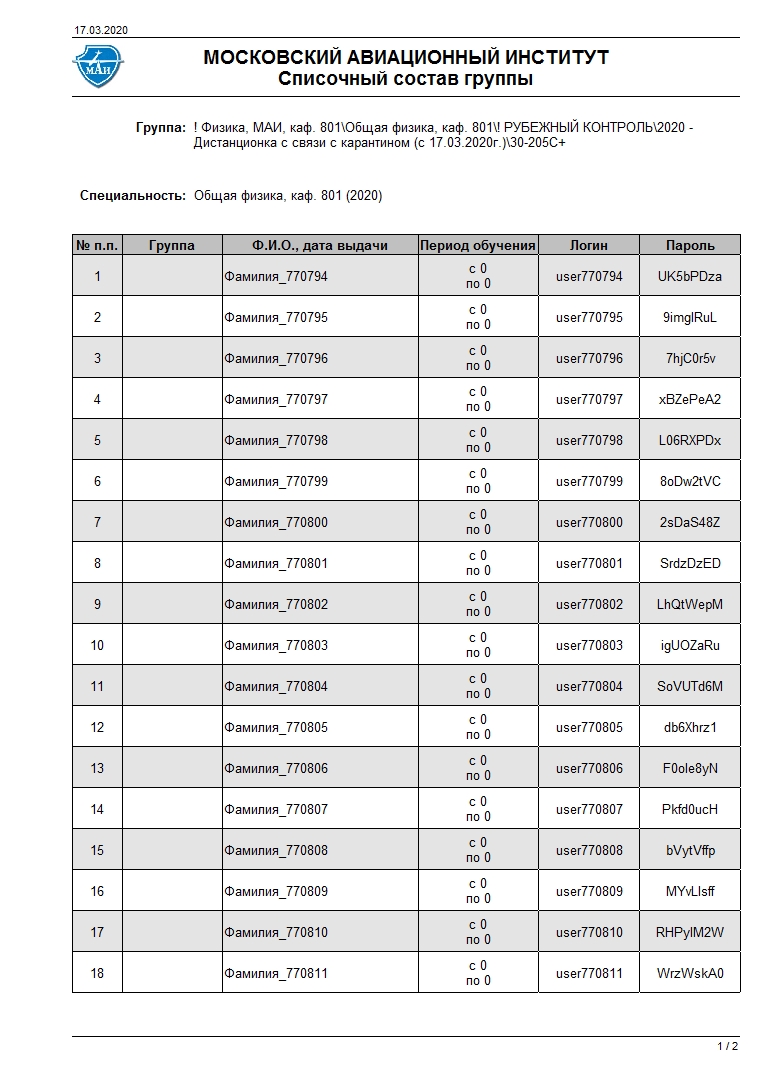 17.03.2020
МАИ
МОСКОВСКИЙ АВИАЦИОННЫЙ ИНСТИТУТ
Списочный состав группы
Группа: ! Физика, МАИ, каф. 801\Общая физика, каф. 801\! РУБЕЖНЫЙ КОНТРОЛЬ\2020 -
Дистанционка с связи с карантином (с 17.03.2020г.)\30-205С+
Специальность: Общая физика, каф. 801 (2020)
№ п.п. Группа Ф.И.О., дата выдачи Период обучения Логин Пароль
1 Фамилия_770794 с 0 по 0 user770794 UK5bPDza
2 Фамилия_770795 с 0 по 0 user770795 9imglRuL
3 Фамилия_770796 с 0 по 0 user770796 7hjC0r5v
4 Фамилия_770797 с 0 по 0 user770797 xBZePeA2
5 Фамилия_770798 с 0 по 0 user770798 L06RXPDx
6 Фамилия_770799 с 0 по 0 user770799 8oDw2tVC
7 Фамилия_770800 с 0 по 0 user770800 2sDaS48Z
8 Фамилия_770801 с 0 по 0 user770801 SrdzDzED
9 Фамилия_770802 с 0 по 0 user770802 LhQtWepM
10 Фамилия_770803 с 0 по 0 user770803 igUOZaRu
11 Фамилия_770804 с 0 по 0 user770804 SoVUTd6M
12 Фамилия_770805 с 0 по 0 user770805 db6Xhrz1
13 Фамилия_770806 с 0 по 0 user770806 F0ole8yN
14 Фамилия_770807 с 0 по 0 user770807 Pkfd0ucH
15 Фамилия_770808 с 0 по 0 user770808 bVytVffp
16 Фамилия_770809 с 0 по 0 user770809 MYvLlsff
17 Фамилия_770810 с 0 по 0 user770810 RHPylM2W
18 Фамилия_770811 с 0 по 0 user770811 WrzWskA0
1 / 2